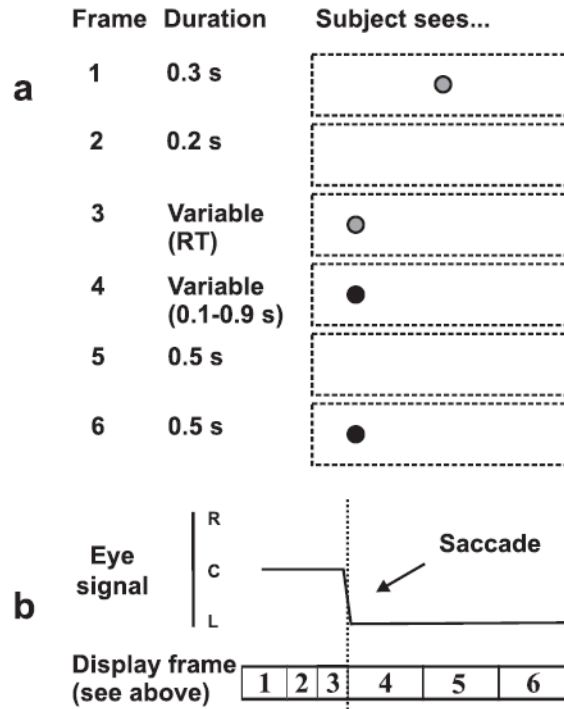 Frame Duration Subject sees...
a
1 0.3 s
2 0.2 s
3 Variable
(RT)
4 Variable
(0.1-0.9 s)
5 0.5 s
6 0.5 s
b
R
Eye
signal
C
L
Saccade
Display frame
(see above)
1 2 3 4 5 6